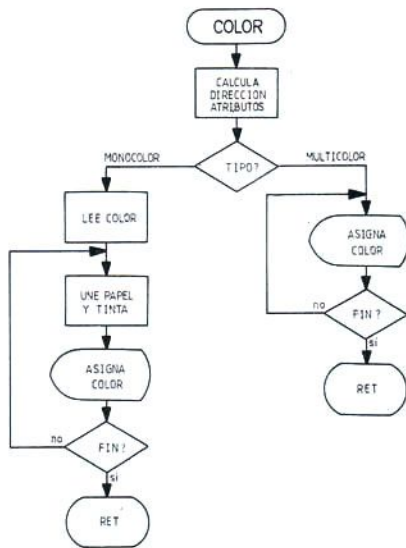 COLOR
CALCULA
DIRECCION
ATRIBUTOS
TIPO?
MONOCOLOR
MULTICOLOR
LEE COLOR
UNE PAPEL
Y TINTA
ASIGNA
COLOR
no
FIN?
si
RET
ASIGNA
COLOR
no
FIN?
si
RET